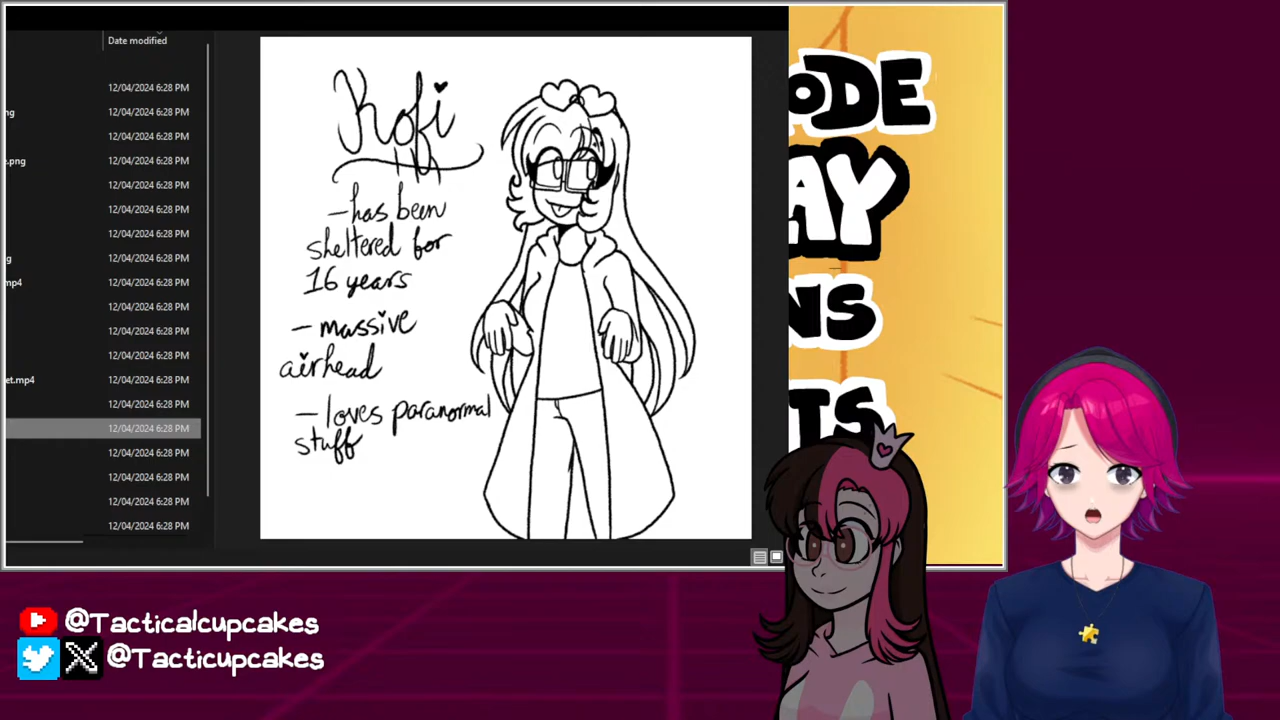 Date modified
12/04/2024 6:28 PM
12/04/2024 6:28 PM
ng
12/04/2024 6:28 PM
e.png
12/04/2024 6:28 PM
12/04/2024 6:28 PM
12/04/2024 6:28 PM
12/04/2024 6:28 PM
g
12/04/2024 6:28 PM
mp4
12/04/2024 6:28 PM
12/04/2024 6:28 PM
12/04/2024 6:28 PM
12/04/2024 6:28 PM
et.mp4
12/04/2024 6:28 PM
12/04/2024 6:28 PM
12/04/2024 6:28 PM
12/04/2024 6:28 PM
12/04/2024 6:28 PM
12/04/2024 6:28 PM
12/04/2024 6:28 PM
Kofi
-has been
sheltered for
16 years
- massive
airhead
- loves paranormal
stuff
ODE
AY
NS
TS
@Tacticalcupcakes
@Tacticupcakes